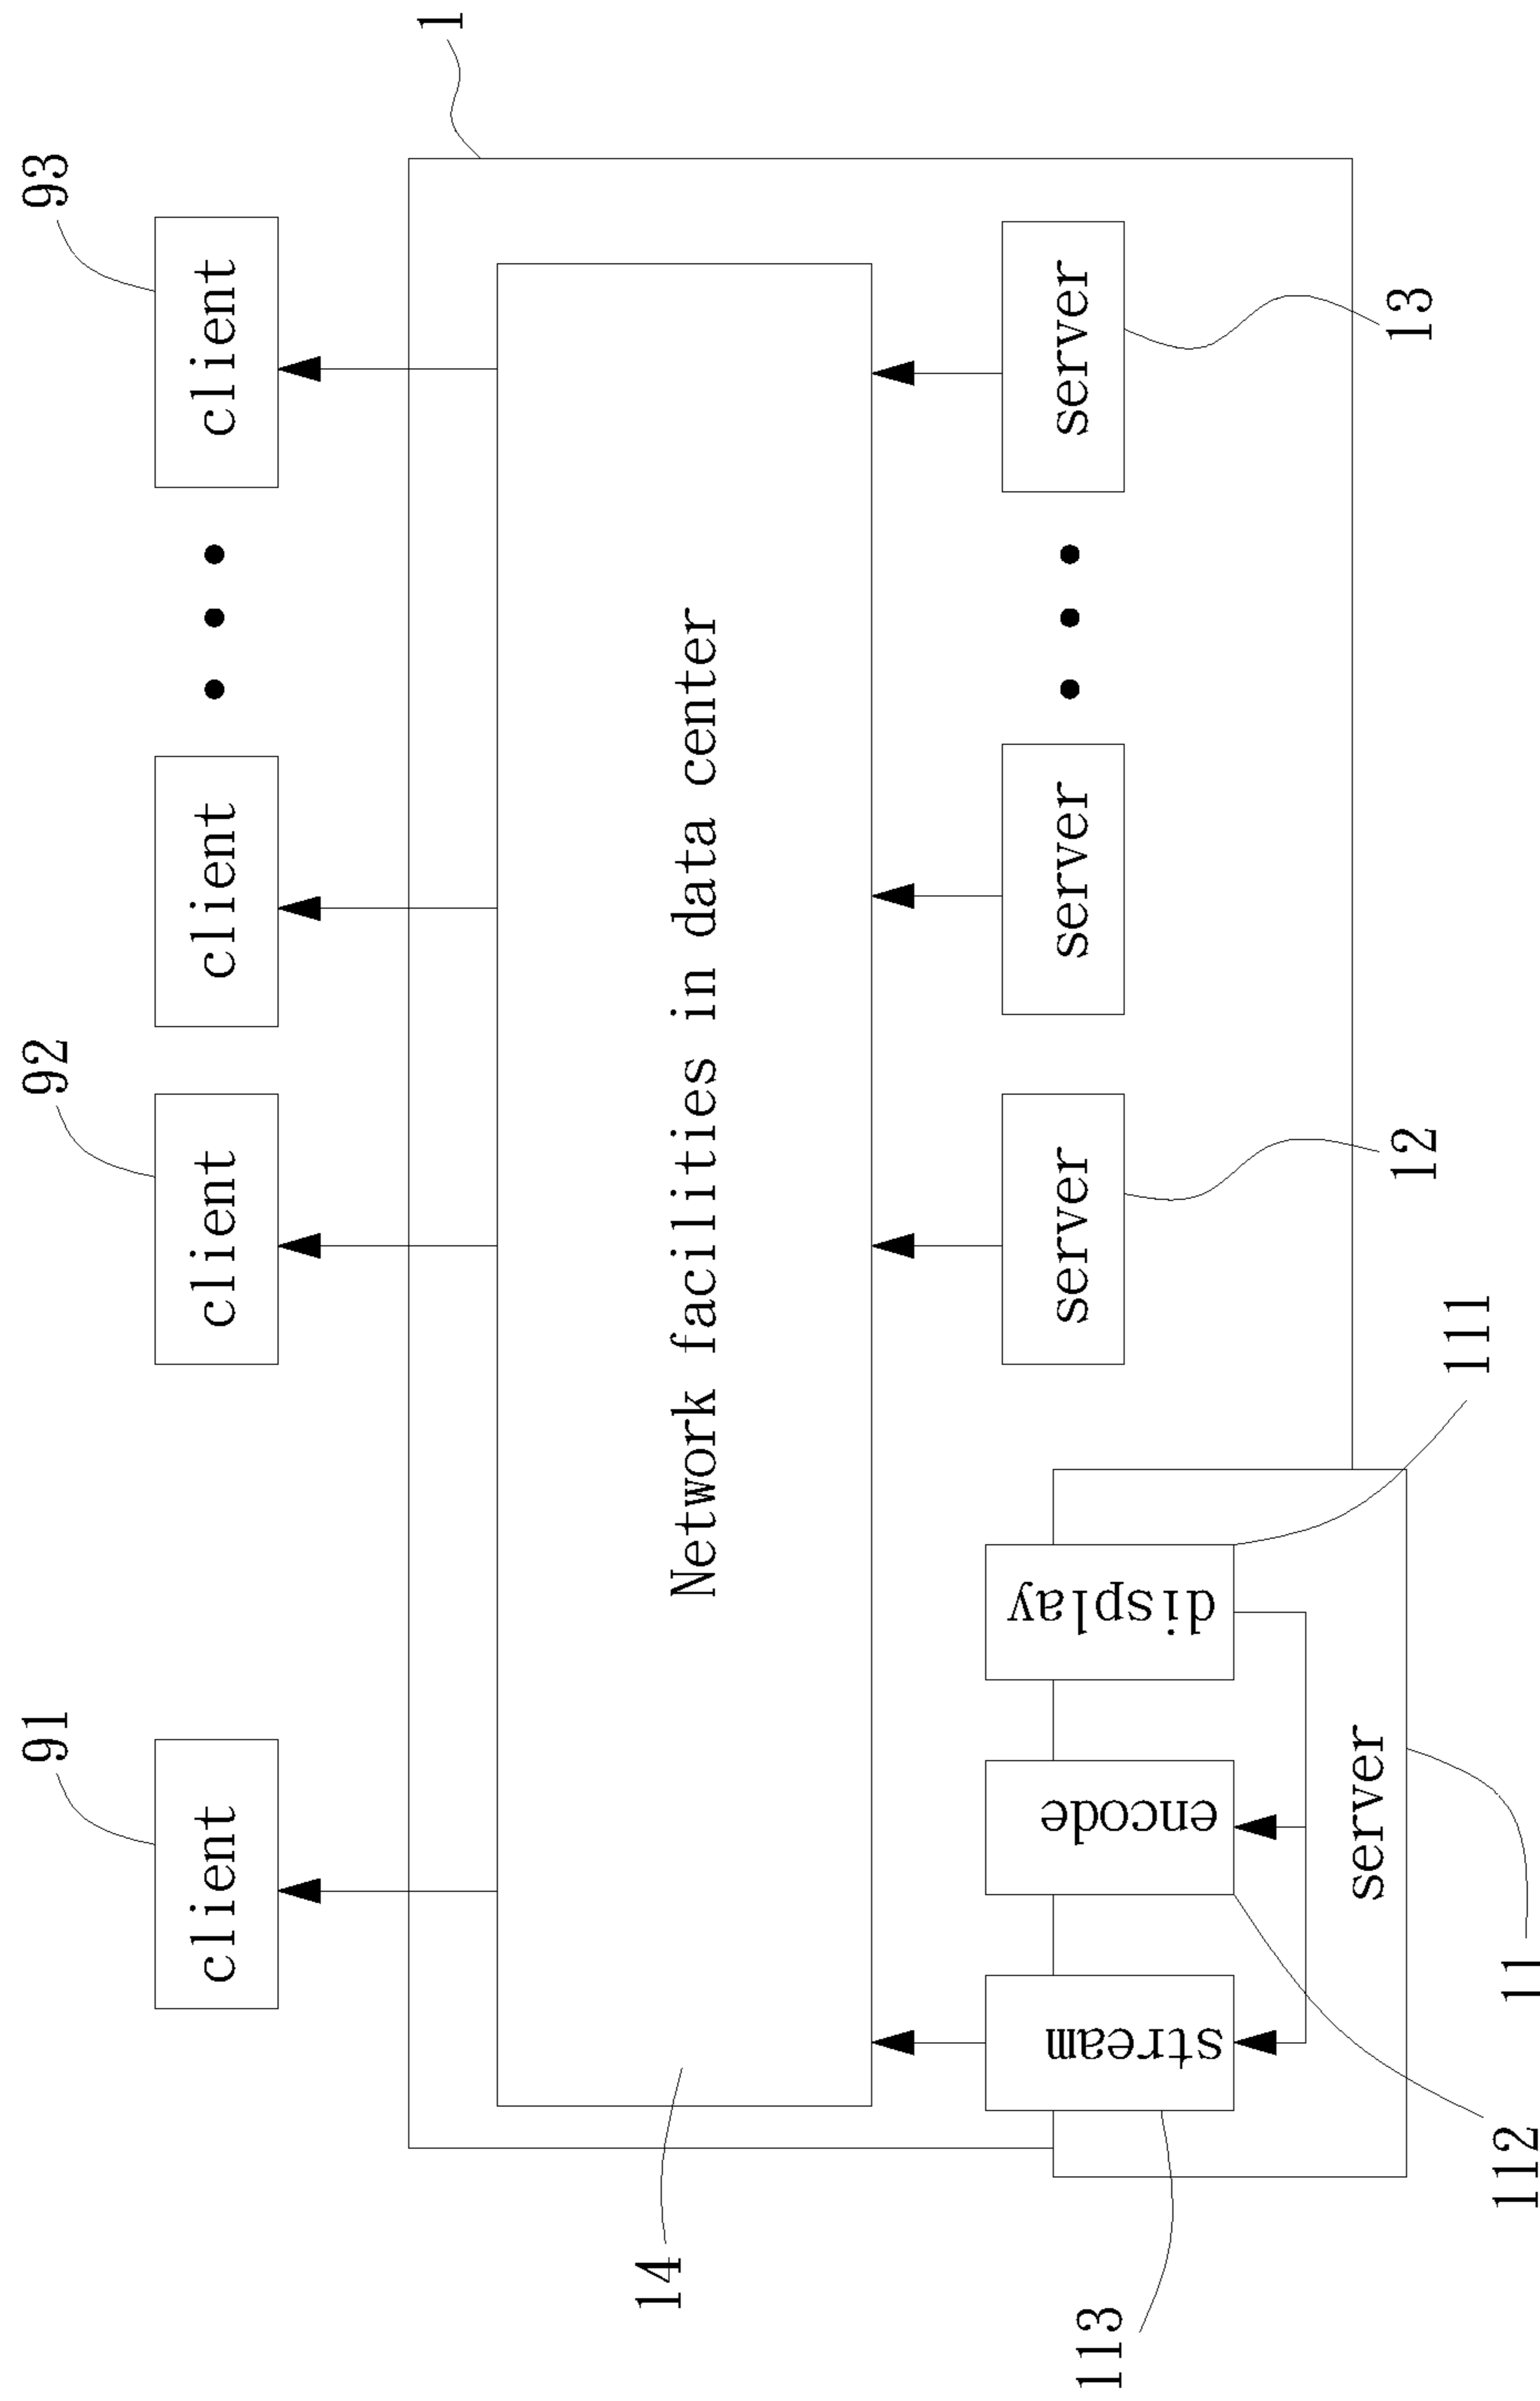 91
92
93
client
client
client
client
1
Network facilities in data center
14
stream
encode
display
server
server
server
server
113
112
11
111
12
13